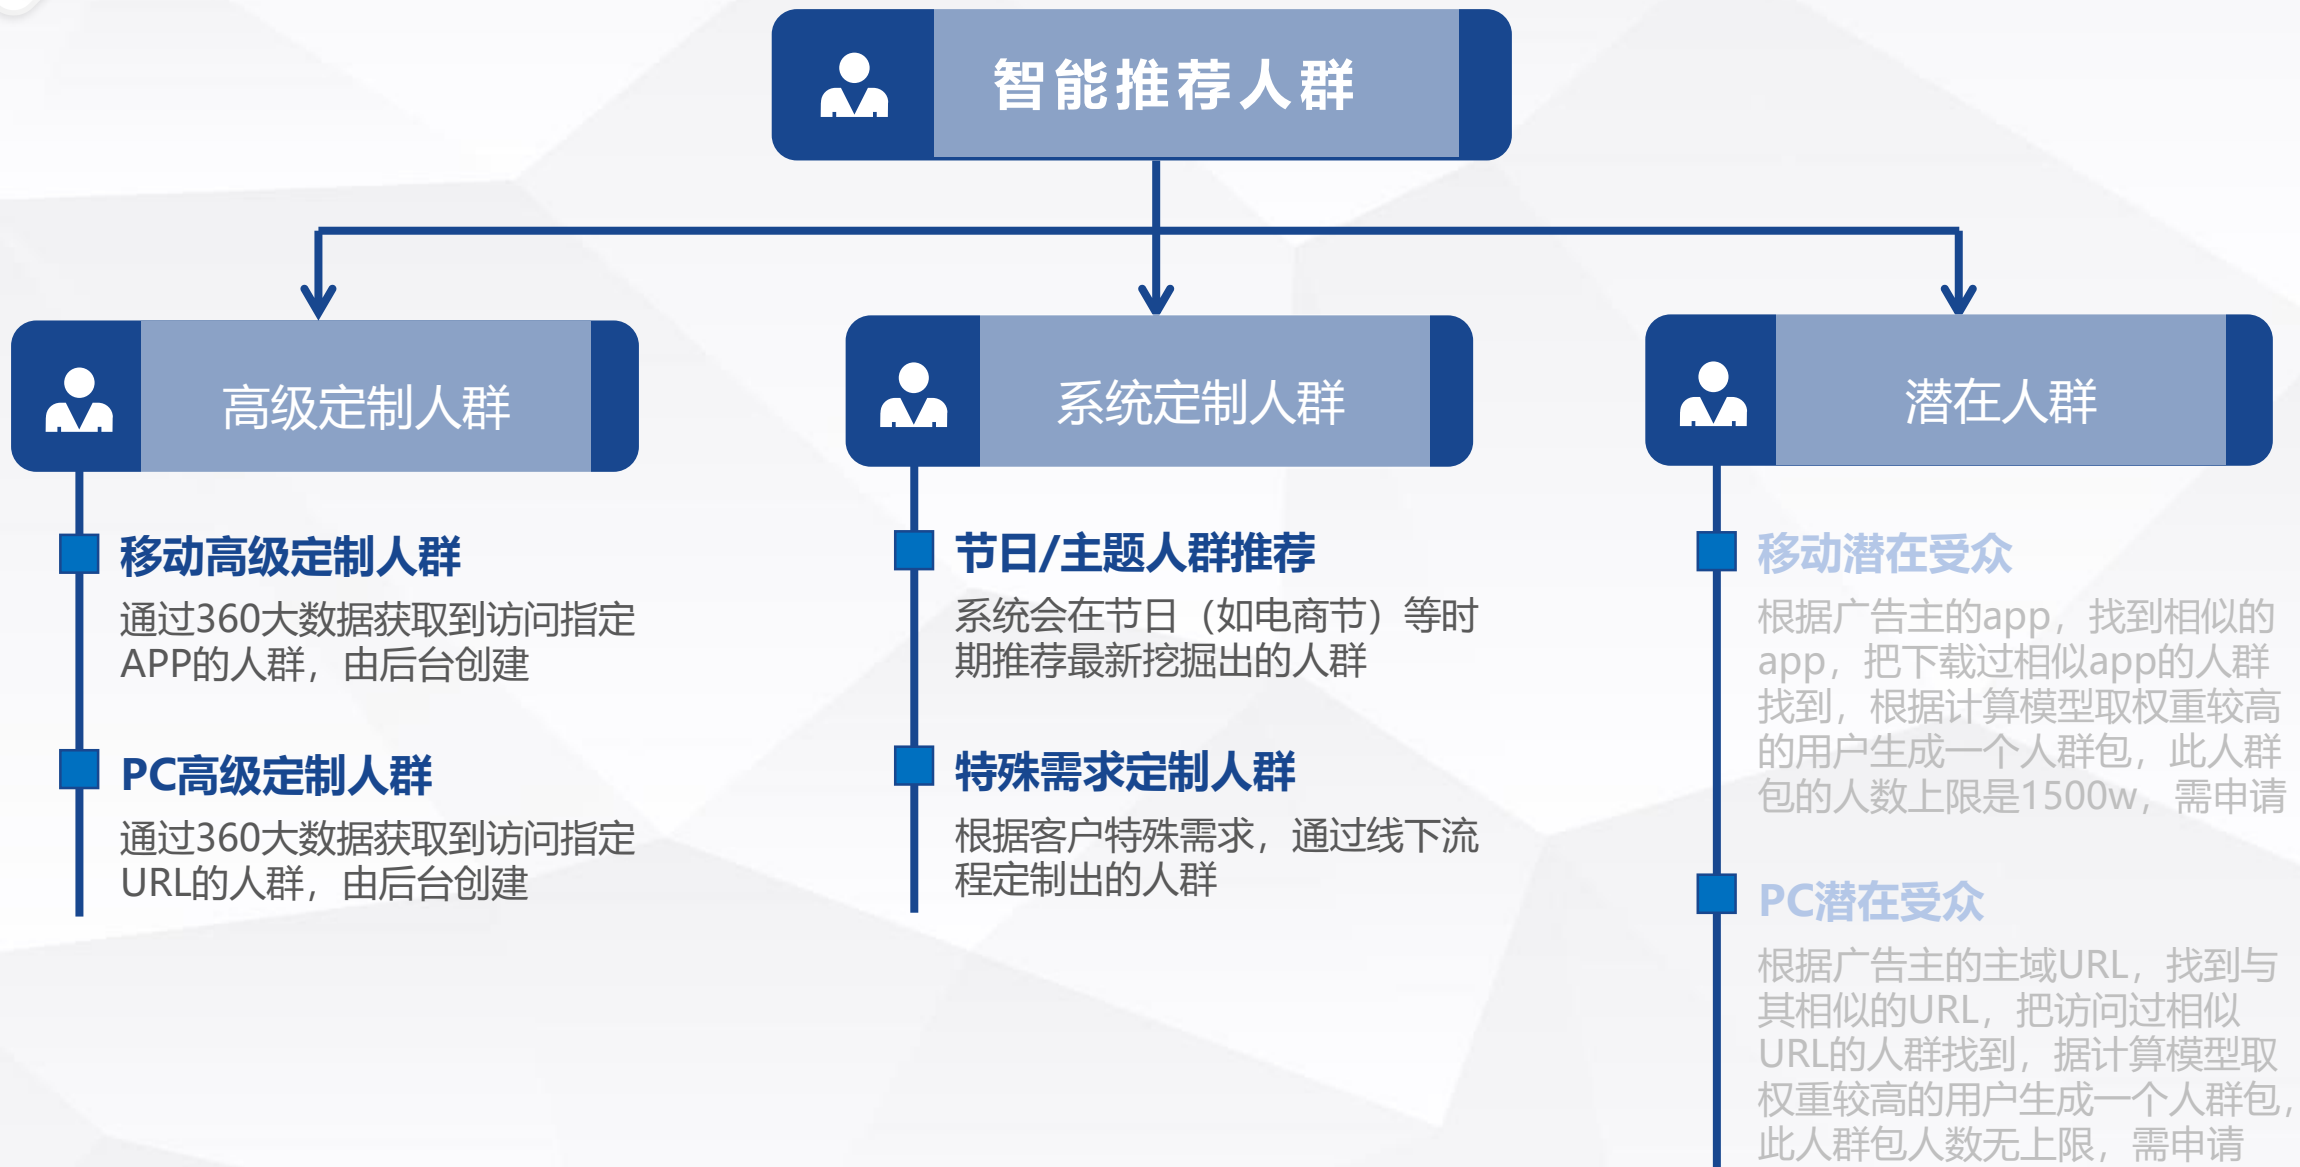 智能推荐人群
高级定制人群
移动高级定制人群
通过360大数据获取到访问指定
APP的人群，由后台创建
PC高级定制人群
通过360大数据获取到访问指定
URL的人群，由后台创建
系统定制人群
节日/主题人群推荐
系统会在节日（如电商节）等时
期推荐最新挖掘出的人群
特殊需求定制人群
根据客户特殊需求，通过线下流
程定制出的人群
潜在人群
移动潜在受众
根据广告主的app，找到相似的
app，把下载过相似app的人群
找到，根据计算模型取权重较高
的用户生成一个人群包，此人群
包的人数上限是1500w，需申请
PC潜在受众
根据广告主的主域URL，找到与
其相似的URL，把访问过相似
URL的人群找到，据计算模型取
权重较高的用户生成一个人群包，
此人群包人数无上限，需申请